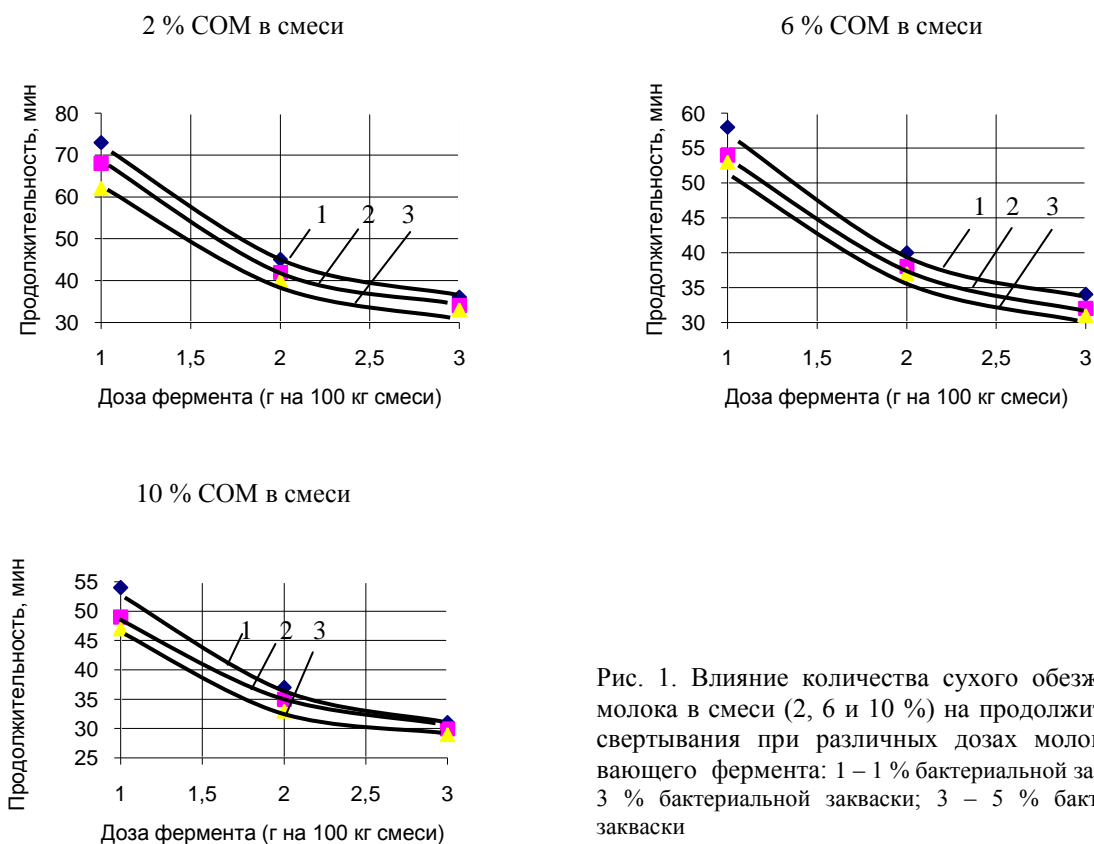 2 % СОМ в смеси
Продолжительность, мин
80
70
60
50
40
30
1 2 3
1 1,5 2 2,5 3
Доза фермента (г на 100 кг смеси)
6 % СОМ в смеси
Продолжительность, мин
60
55
50
45
40
35
30
1 2 3
1 1,5 2 2,5 3
Доза фермента (г на 100 кг смеси)
10 % СОМ в смеси
Продолжительность, мин
55
50
45
40
35
30
25
1 2 3
1 1,5 2 2,5 3
Доза фермента (г на 100 кг смеси)
Рис. 1. Влияние количества сухого обезж
молока в смеси (2, 6 и 10 %) на продолжит
свертывания при различных дозах молок
вающего фермента: 1 – 1 % бактериальной за
3 % бактериальной закваски; 3 – 5 % бакт
закваски